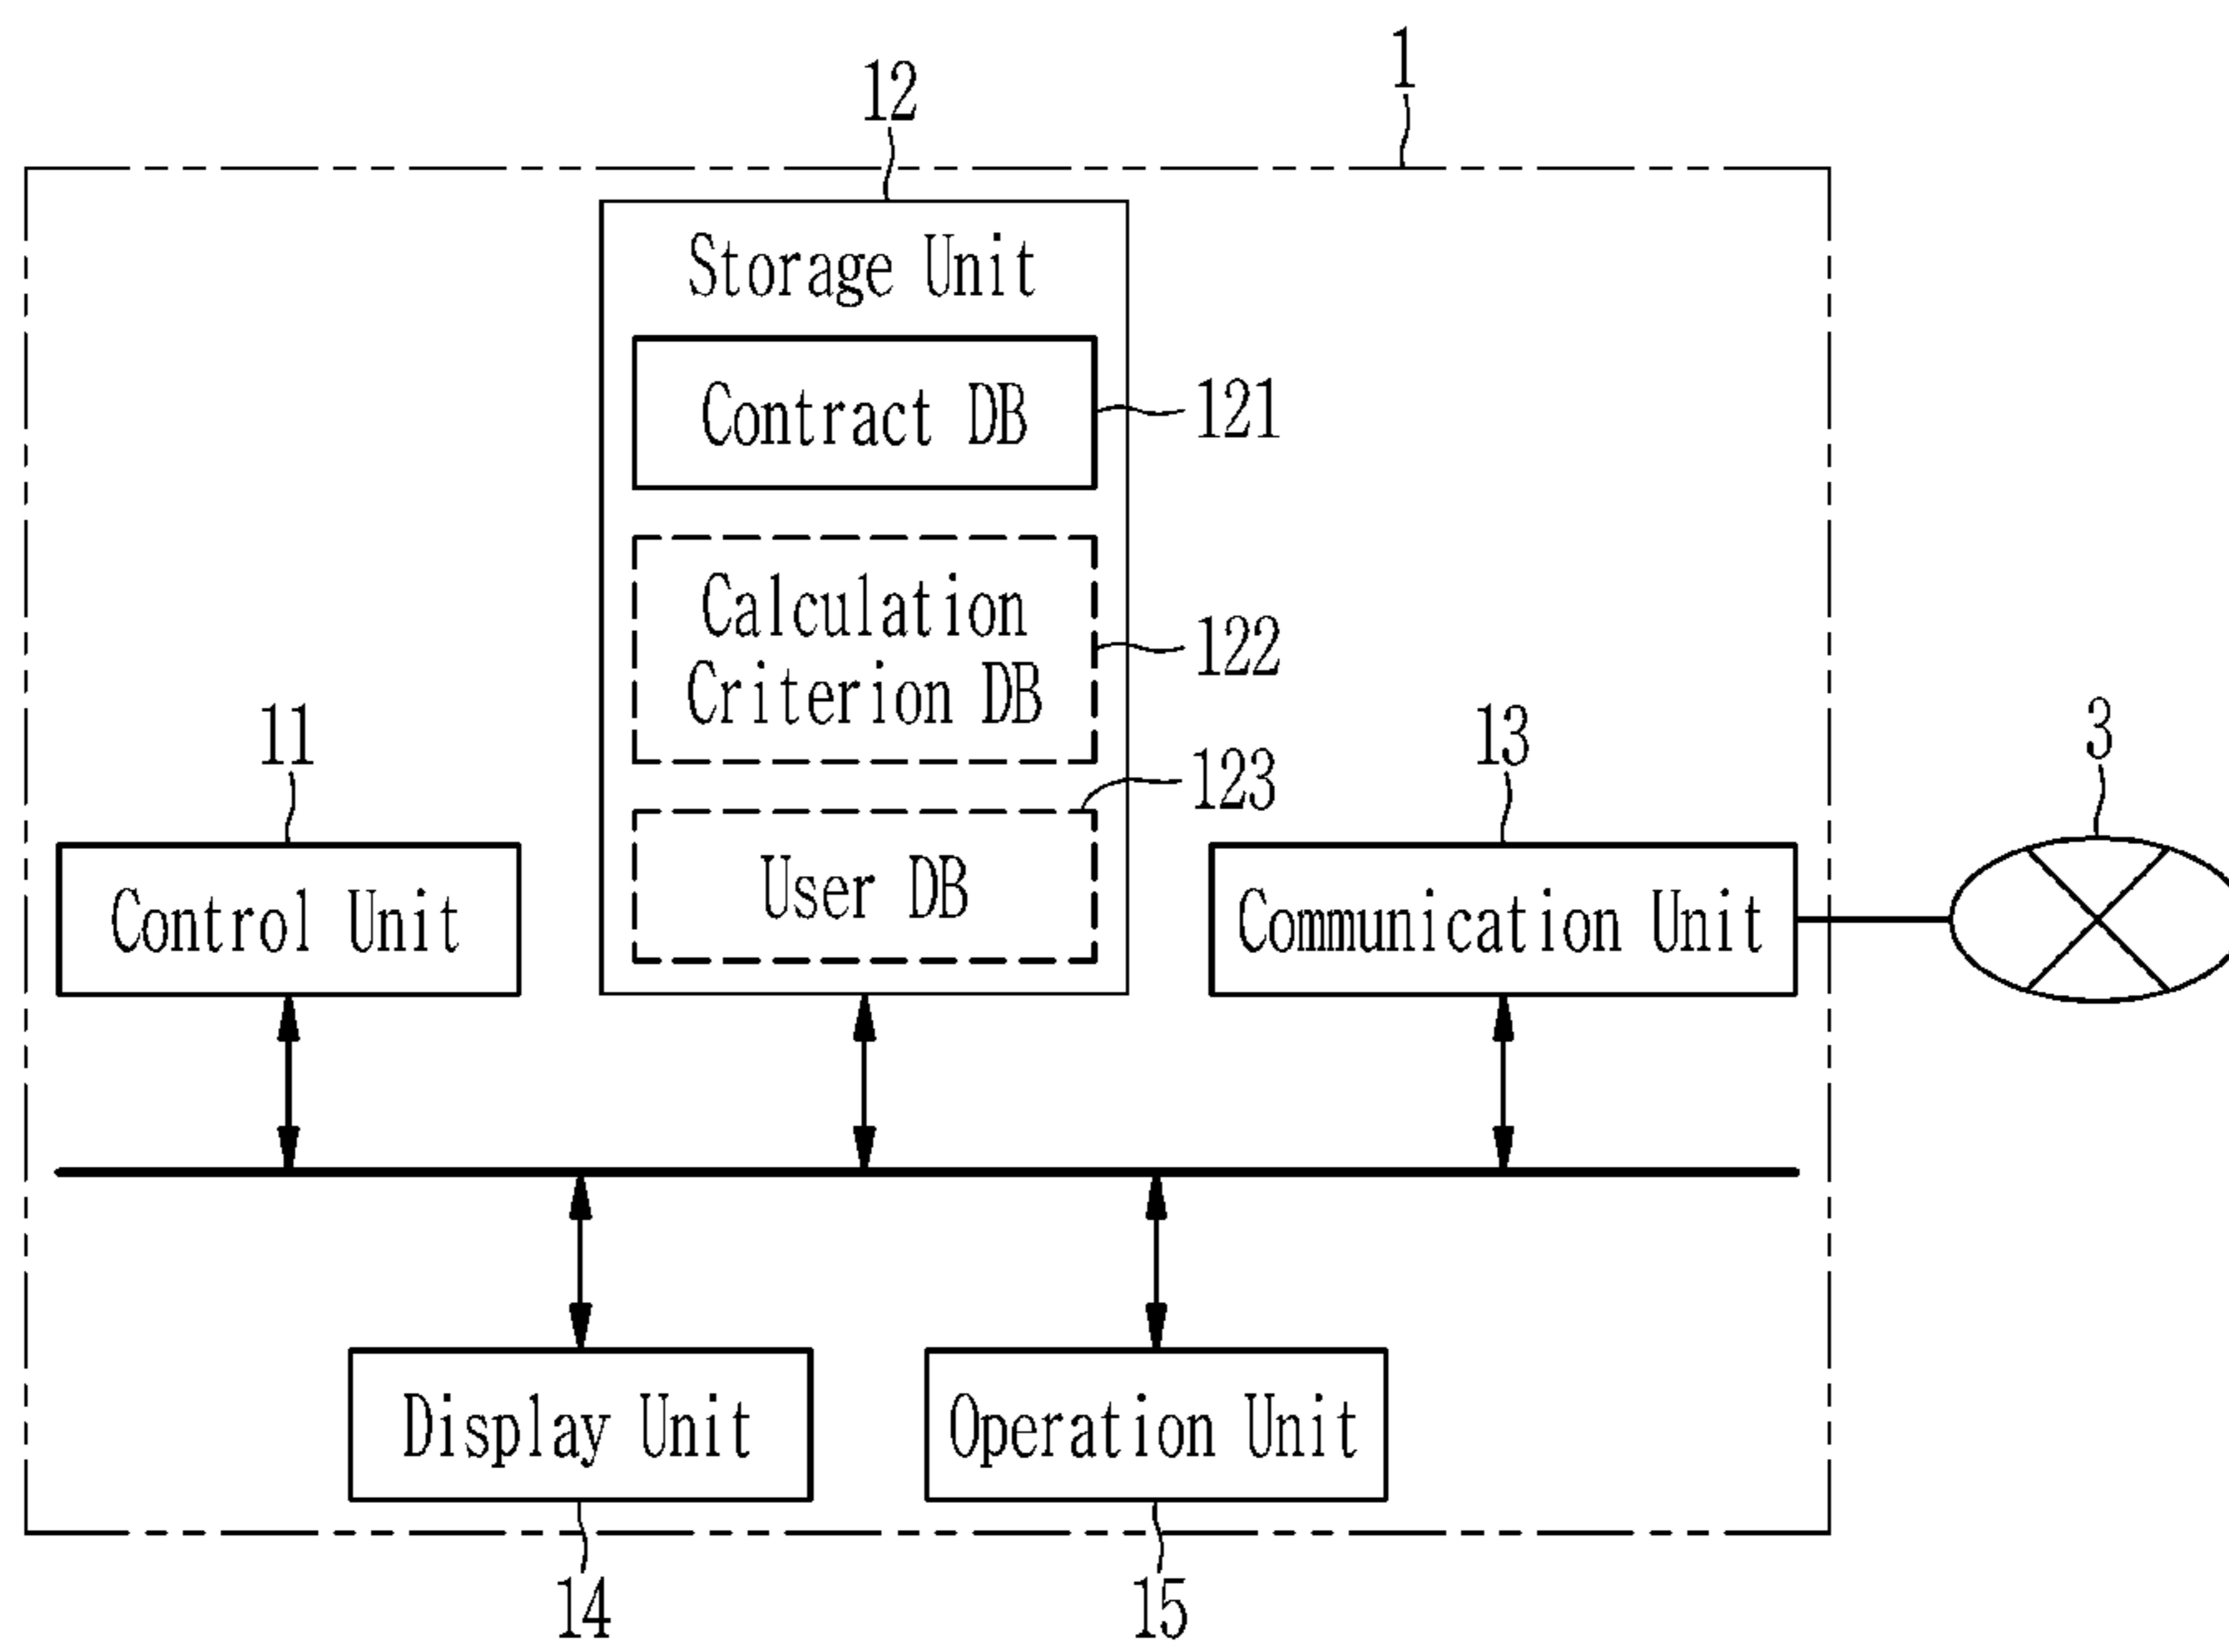 1
12
Storage Unit
Contract DB
121
Calculation
Criterion DB
122
11
13
3
123
Control Unit
User DB
Communication Unit
Display Unit
Operation Unit
14
15